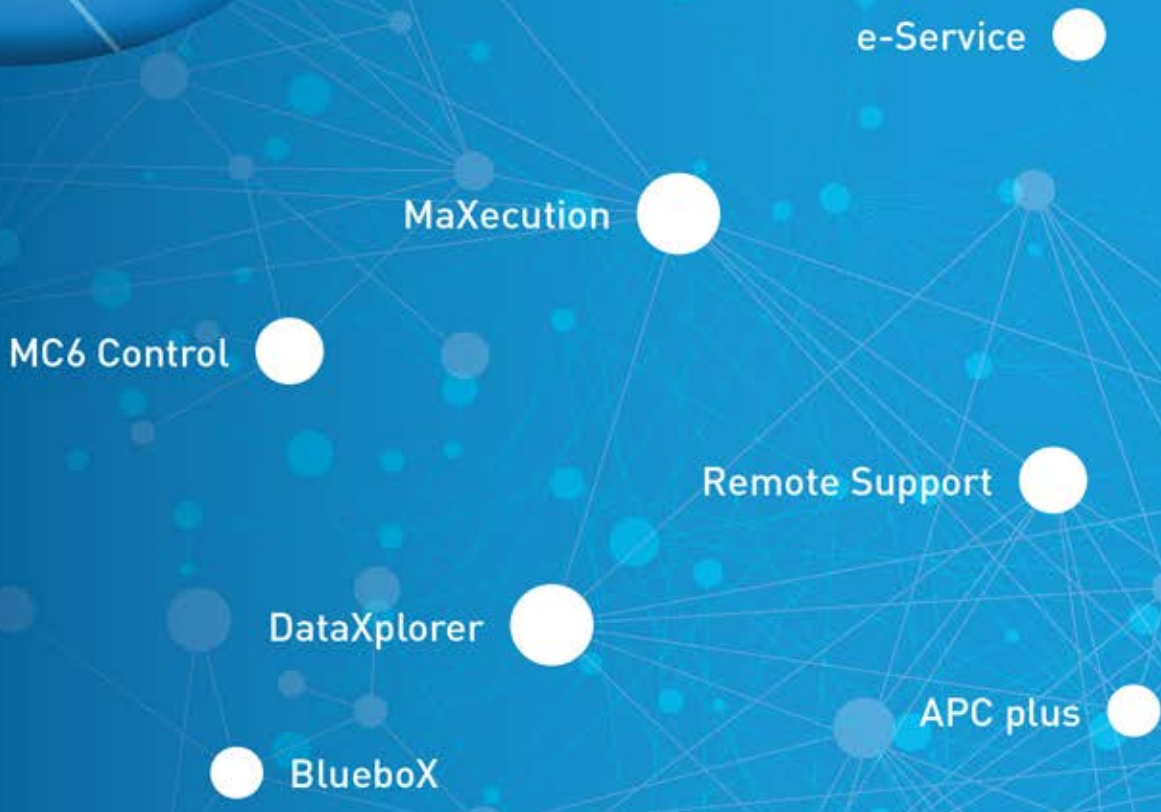 e-Service
MaXecution
MC6 Control
Remote Support
DataXplorer
APC plus
BlueboX